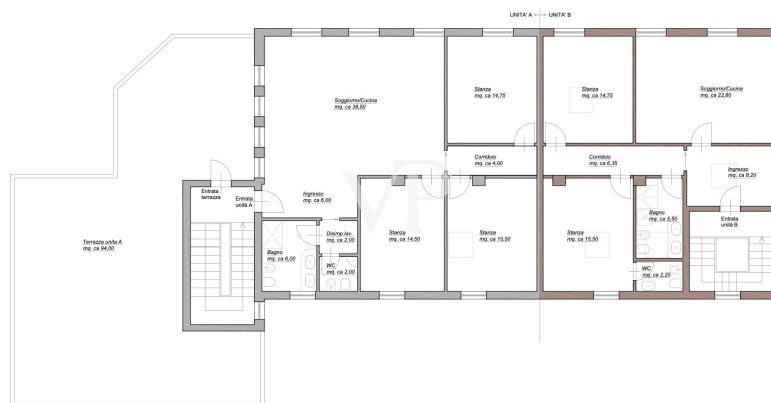 UNITA' A
UNITA' B
Soggiorno/Cucina
mq. ca 38,50
Stanza
mq. ca 14,75
Stanza
mq. ca 14,75
Soggiorno/Cucina
mq. ca 22,80
Corridoio
mq. ca 4,00
Corridoio
mq. ca 6,35
Ingresso
mq. ca 8,20
Entrata
terrazza
Entrata
unità A
Ingresso
mq. ca 6,00
VP
Terrazza unita A
mq. ca 94,00
Bagno
mq. ca 6,00
Disimp.lav.
mq. ca 2,00
WC
mq. ca 2,00
Stanza
mq. ca 14,50
Stanza
mq. ca 15,50
Stanza
mq. ca 15,50
Bagno
mq. ca 5,50
WC
mq. ca 2,20
Entrata
unità B